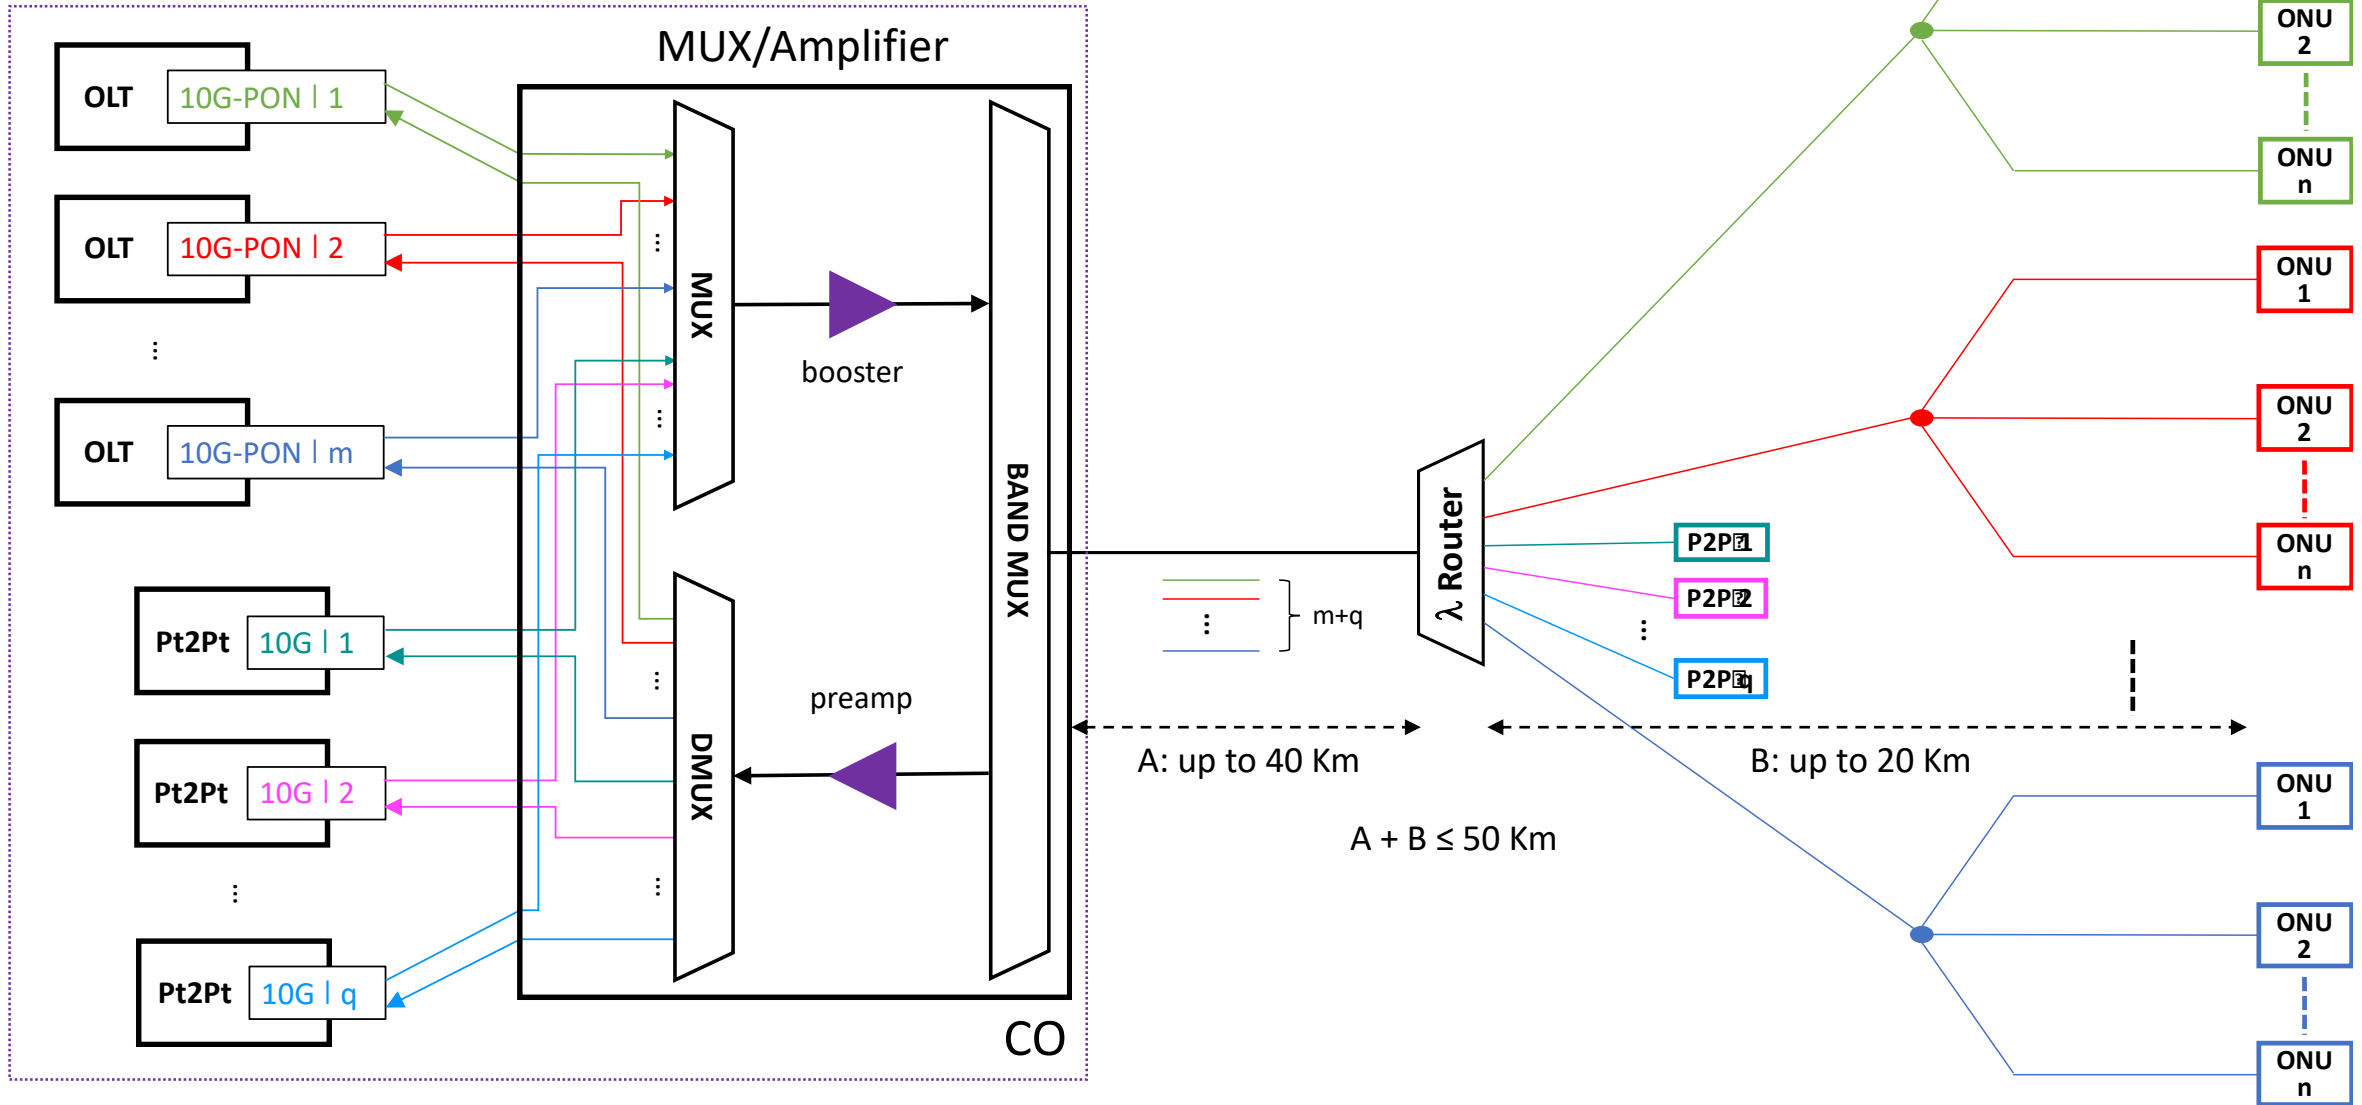 MUX/Amplifier
OLT
10G-PON l 1
OLT
10G-PON l 2
⋮
OLT
10G-PON l m
Pt2Pt
10G l 1
Pt2Pt
10G l 2
⋮
Pt2Pt
10G l q
MUX
booster
DMUX
preamp
BAND MUX
CO
m+q
λ Router
A: up to 40 Km
B: up to 20 Km
A + B ≤ 50 Km
P2P 1
P2P 2
P2P q
ONU
2
ONU
n
ONU
1
ONU
2
ONU
n
ONU
1
ONU
2
ONU
n